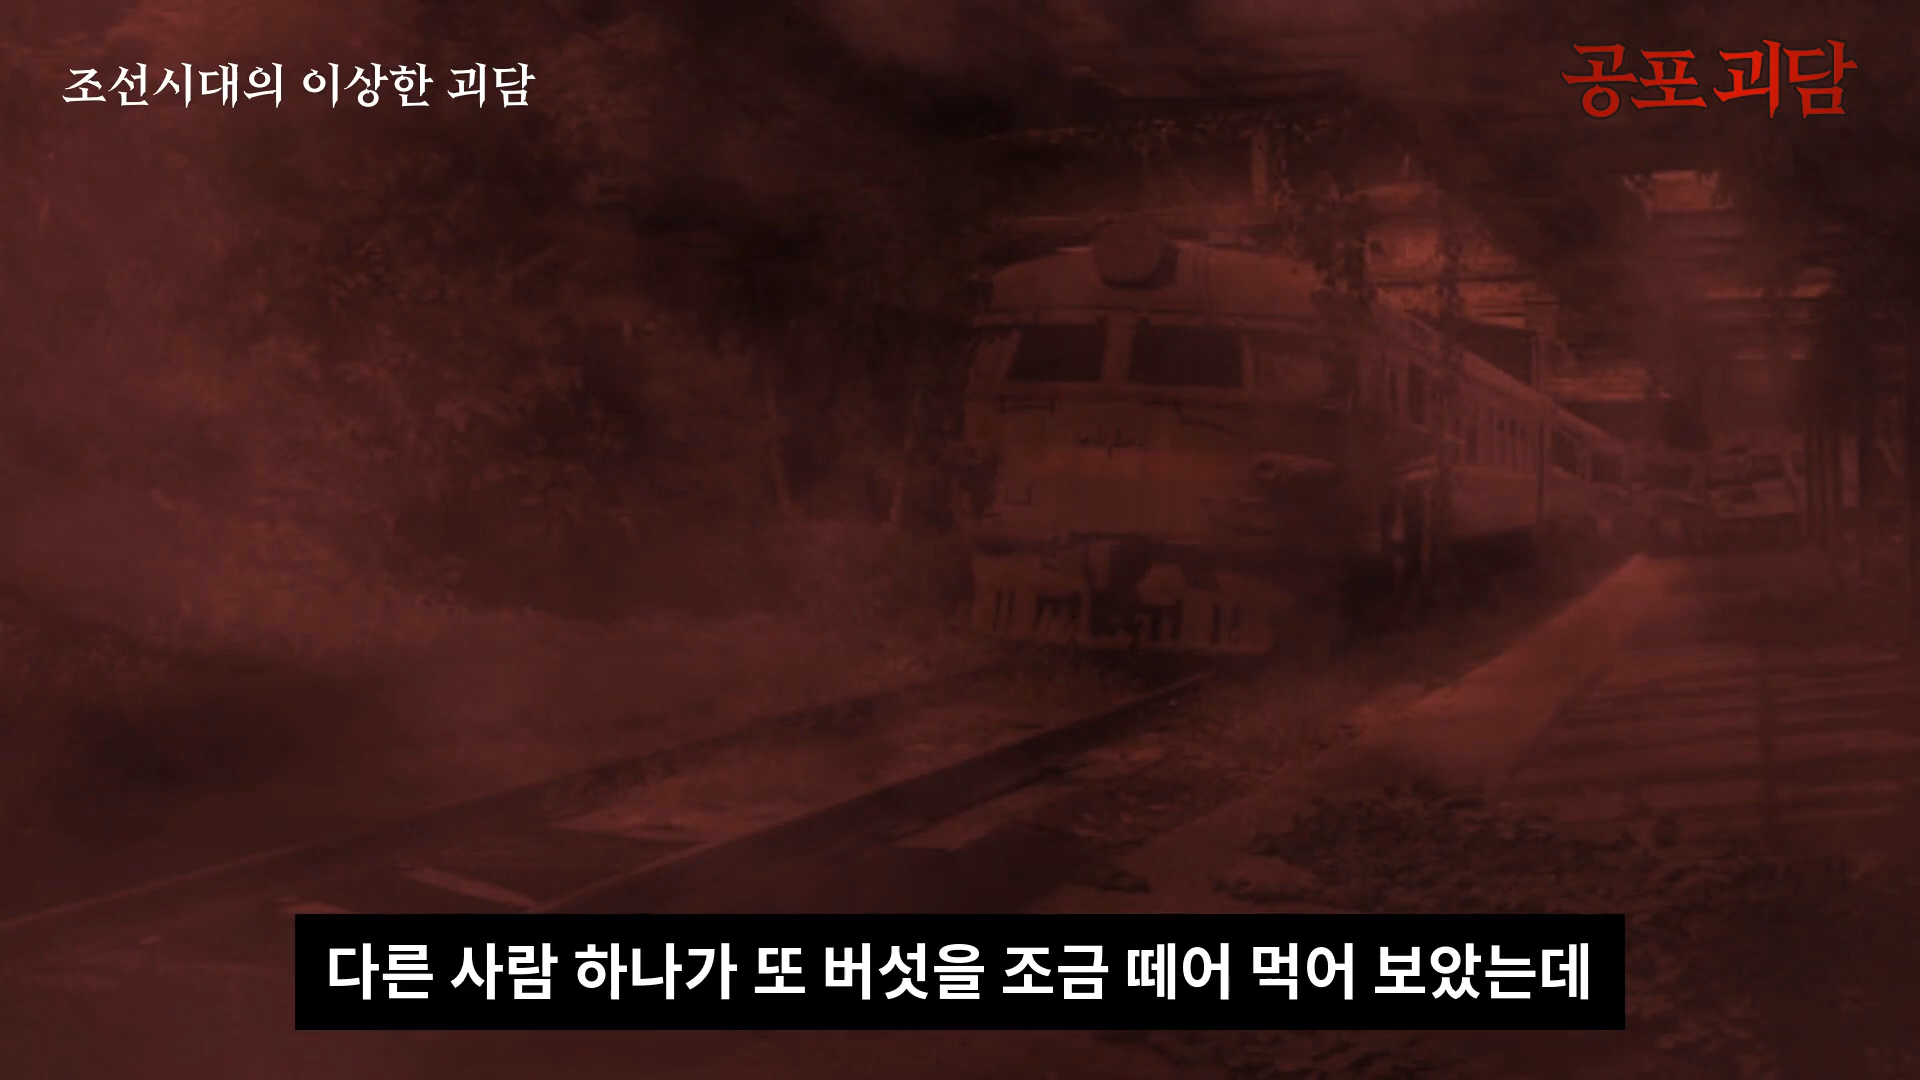 조선시대의 이상한 괴담
공포 괴담
다른 사람 하나가 또 버섯을 조금 떼어 먹어 보았는데